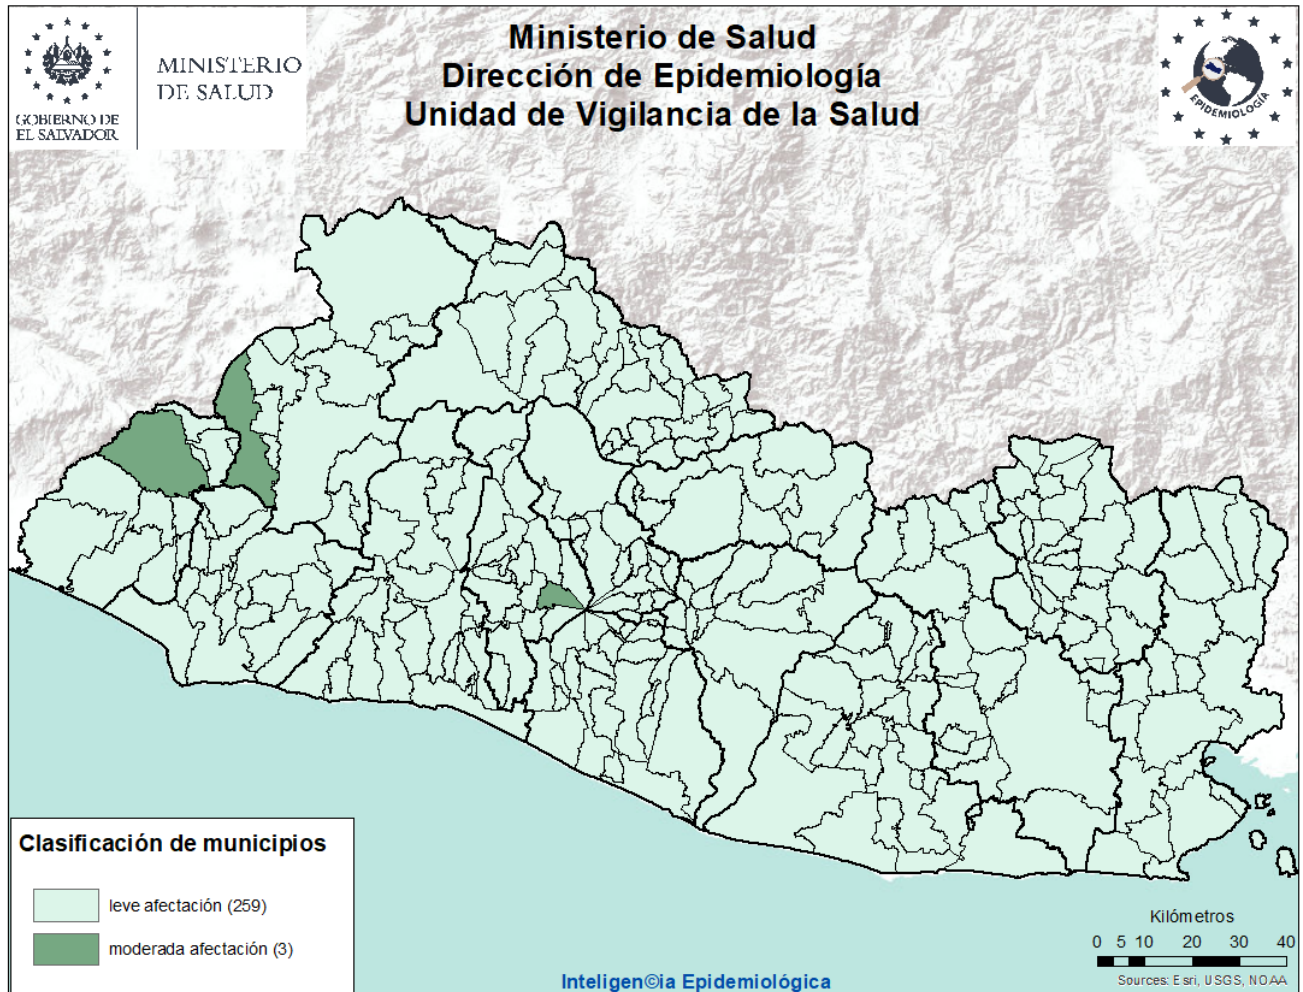 Ministerio de Salud
Dirección de Epidemiología
Unidad de Vigilancia de la Salud
MINISTERIO
DE SALUD
GOBIERNO DE
EL SALVADOR
EPIDEMIOLOGÍA
Clasificación de municipios
leve afectación (259)
moderada afectación (3)
Kilómetros
0 5 10 20 30 40
Sources: Esri, USGS, NOAA
Inteligen©ia Epidemiológica